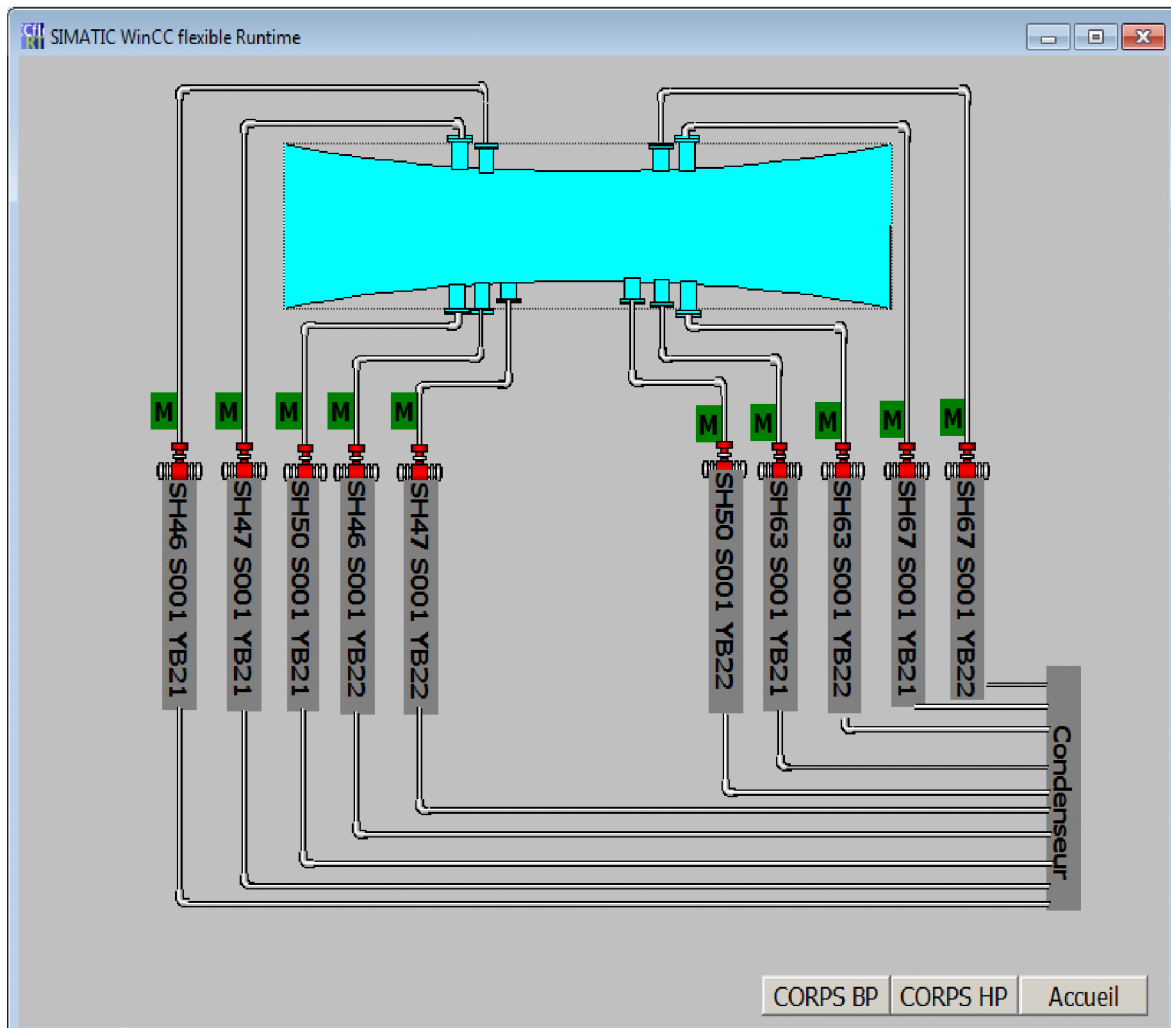 SIMATIC WinCC flexible Runtime
M M M M M M M M M M
SH46 S001 YB21
SH47 S001 YB21
SH50 S001 YB21
SH46 S001 YB22
SH47 S001 YB22
SH50 S001 YB22
SH63 S001 YB21
SH63 S001 YB22
SH67 S001 YB21
SH67 S001 YB22
Condenseur
CORPS BP CORPS HP Accueil